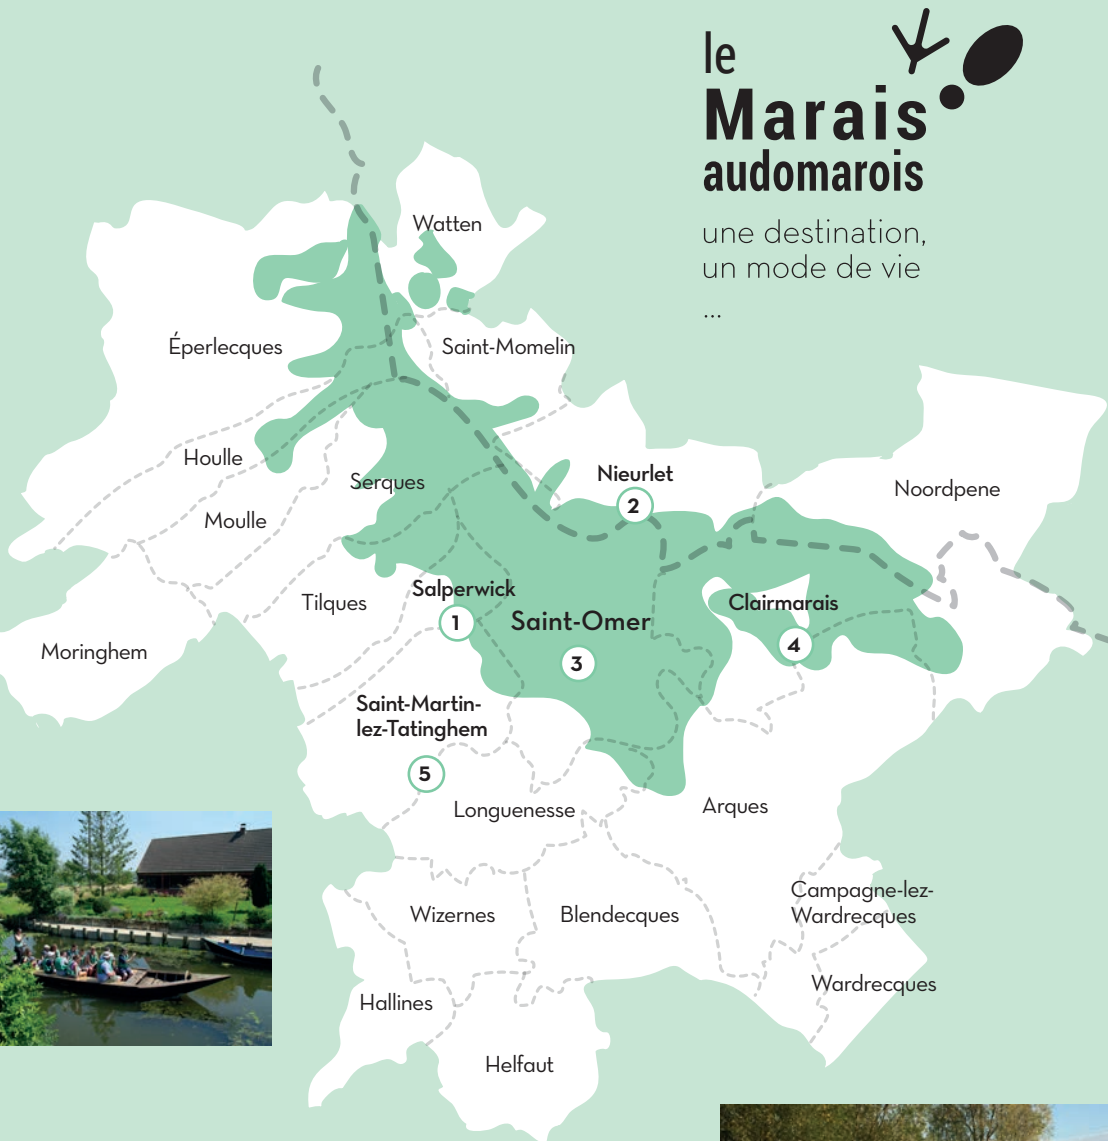 le
Marais
audomarois
une destination,
un mode de vie
...
Watten
Éperlecques
Saint-Momelin
Houlle
Serques
Nieurlet
2
Noordpene
Moulle
Salperwick
1
Tilques
Saint-Omer
3
Clairmarais
4
Moringhem
Saint-Martin-
lez-Tatinghem
5
Longuenesse
Arques
Campagne-lez-
Wardrecques
Wizernes
Blendecques
Wardrecques
Hallines
Helfaut